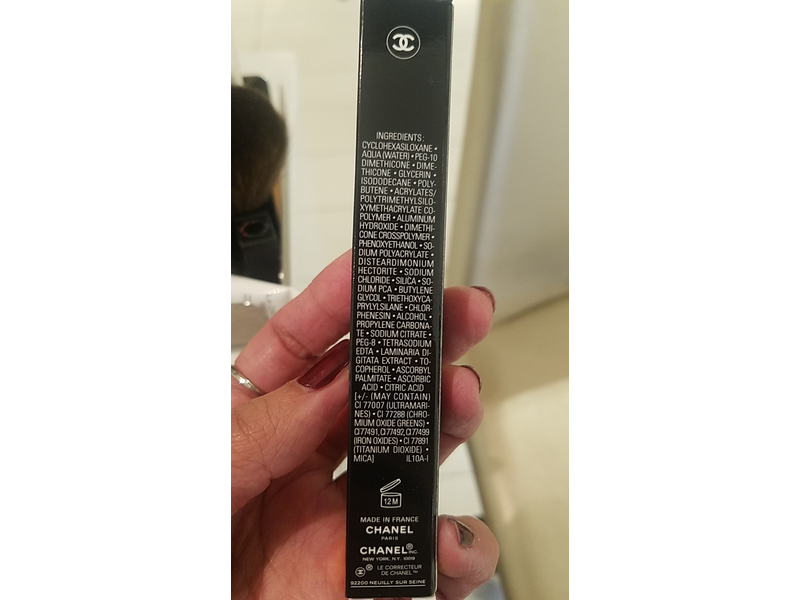 INGREDIENTS:
CYCLOHEXASILOXANE •
AQUA (WATER) • PEG-10
DIMETHICONE • DIME-
THICONE • GLYCERIN •
ISODODECANE • POLY-
BUTENE • ACRYLATES/
POLYTRIMETHYLSILO-
XYMETHACRYLATE CO-
POLYMER • ALUMINUM
HYDROXIDE • DIMETHI-
CONE CROSSPOLYMER •
PHENOXYETHANOL • SO-
DIUM POLYACRYLATE •
DISTEARDIMONIUM
HECTORITE • SODIUM
CHLORIDE • SILICA • SO-
DIUM PCA • BUTYLENE
GLYCOL • TRIETHOXYCA-
PRYLYLSILANE • CHLOR-
PHENESIN • ALCOHOL •
PROPYLENE CARBONA-
TE • SODIUM CITRATE •
PEG-8 • TETRASODIUM
EDTA • LAMINARIA DI-
GITATA EXTRACT • TO-
COPHEROL • ASCORBYL
PALMITATE • ASCORBIC
ACID • CITRIC ACID
[+/- (MAY CONTAIN)
CI 77007 (ULTRAMARI-
NES) • CI 77288 (CHRO-
MIUM OXIDE GREENS) •
CI 77491, CI 77492, CI 77499
(IRON OXIDES) • CI 77891
(TITANIUM DIOXIDE) •
MICA] IL10A-I
12M
MADE IN FRANCE
CHANEL
PARIS
CHANEL® INC.
NEW YORK, N.Y. 10019
® LE CORRECTEUR
DE CHANEL™
92200 NEUILLY SUR SEINE